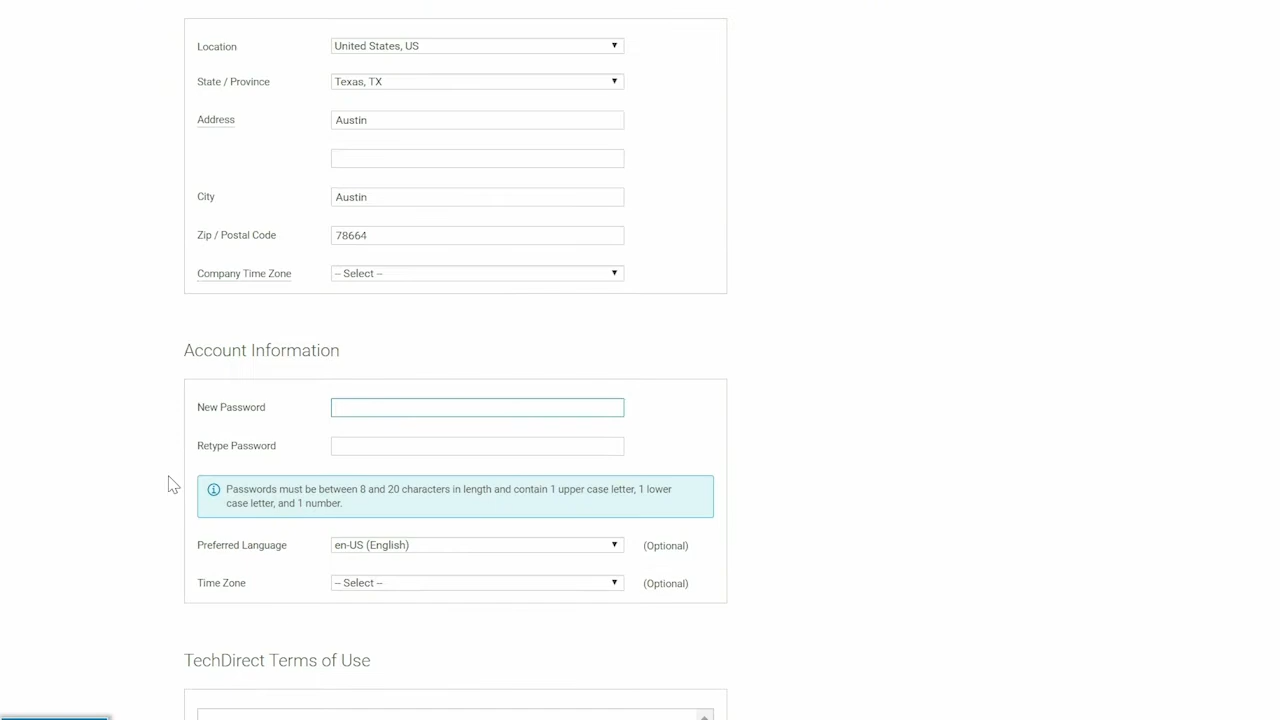 Location United States, US
State / Province Texas, TX
Address Austin
City Austin
Zip / Postal Code 78664
Company Time Zone -- Select --
Account Information
New Password
Retype Password
Passwords must be between 8 and 20 characters in length and contain 1 upper case letter, 1 lower
case letter, and 1 number.
Preferred Language en-US (English) (Optional)
Time Zone -- Select -- (Optional)
TechDirect Terms of Use